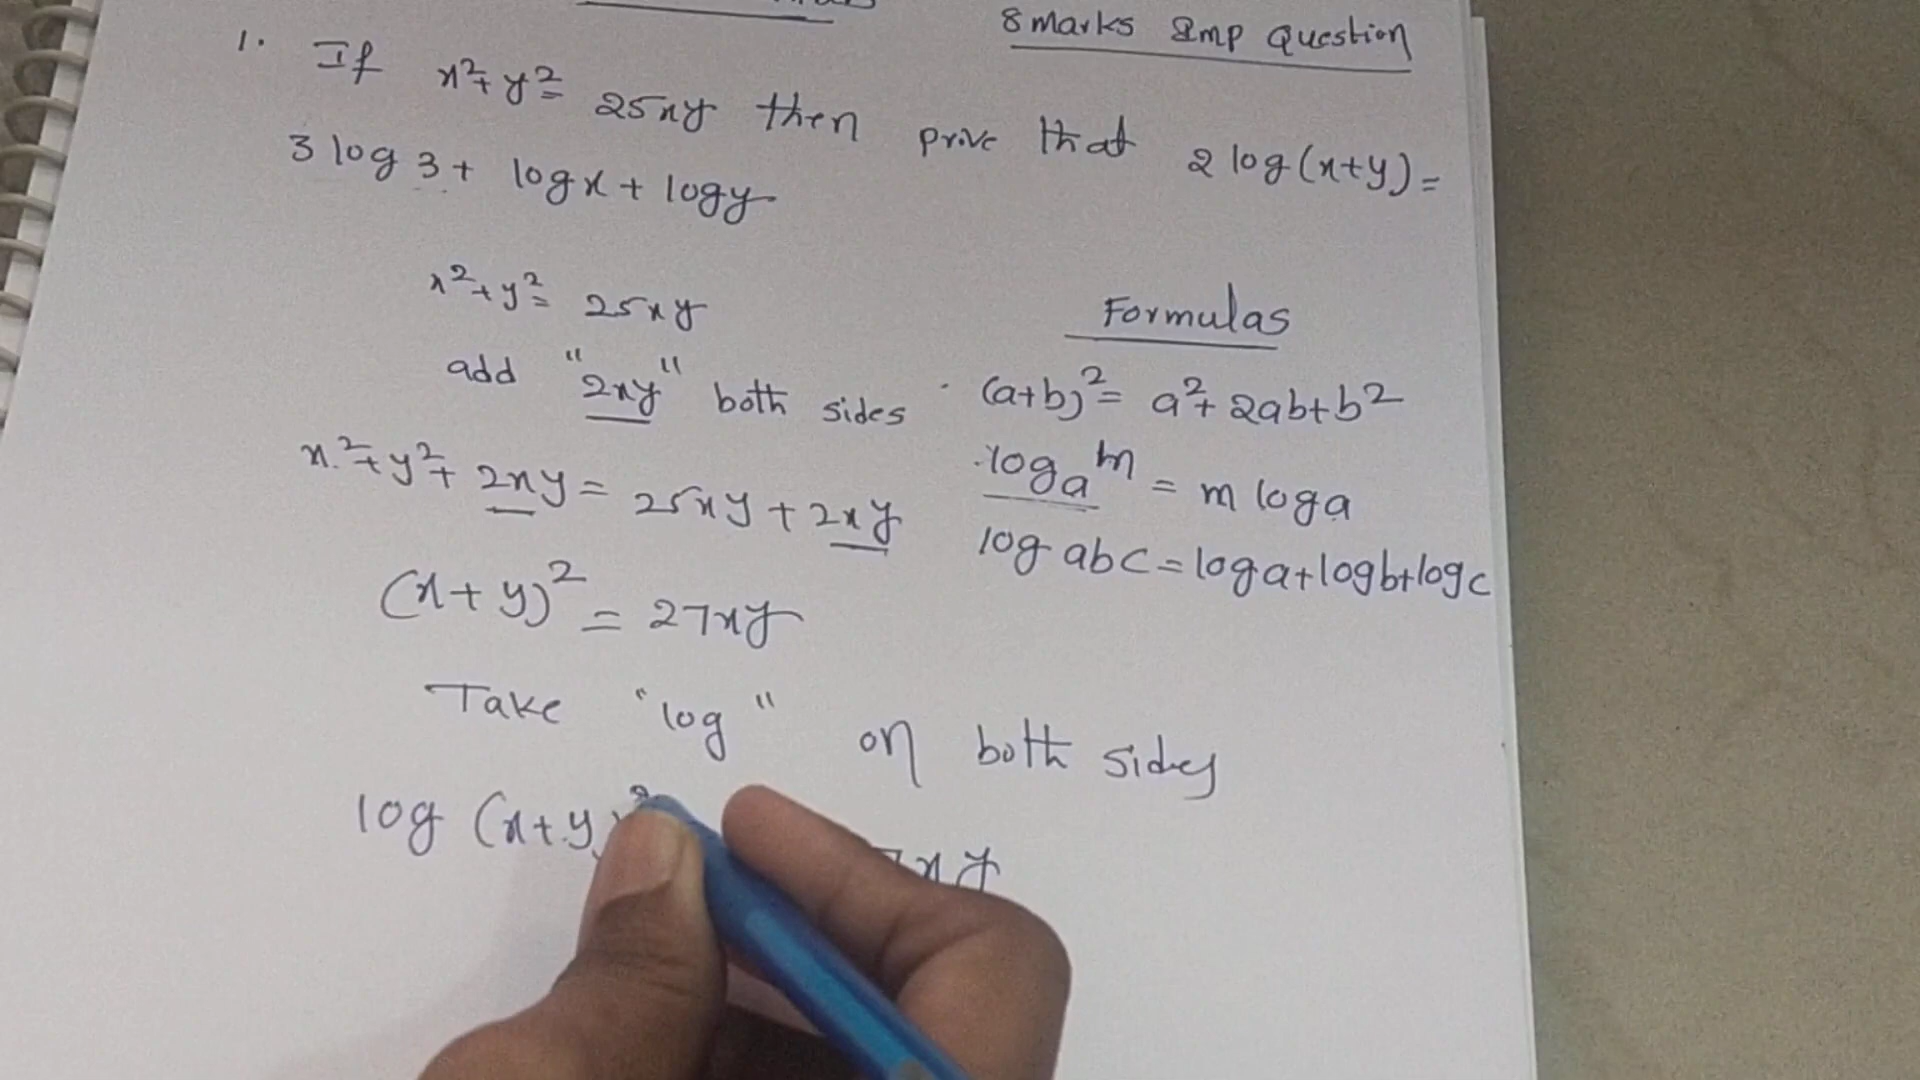 8 marks Imp Question
1. If x²+y²= 25xy then prove that 2 log(x+y)=
3 log 3 + log x + log y
x²+y²= 25xy
add "2xy" both sides
x²+y²+ 2xy = 25xy + 2xy
(x+y)² = 27xy
Take "log" on both sides
log (x+y)² xy
Formulas
(a+b)²= a²+2ab+b²
log a^m = m log a
log abc = log a+log b+log c